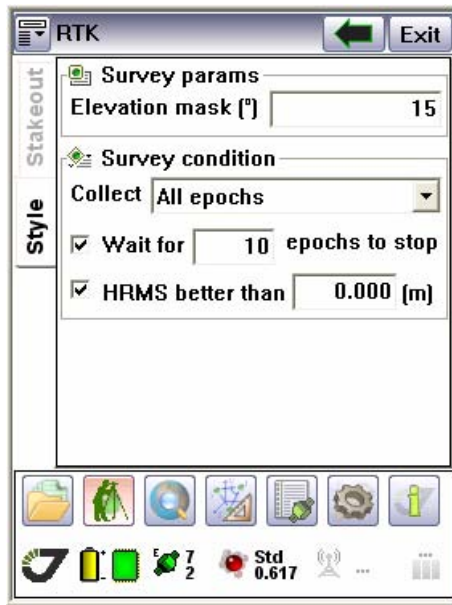 RTK Exit
Stakeout
Style
Survey params
Elevation mask (°) 15
Survey condition
Collect All epochs
Wait for 10 epochs to stop
HRMS better than 0.000 (m)
E 7
2
Std
0.617
...